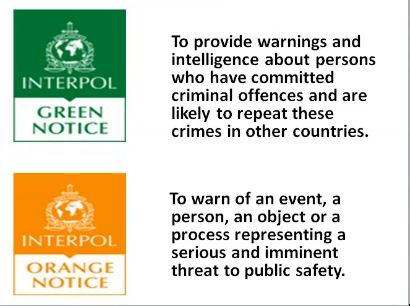 INTERPOL
GREEN
NOTICE
To provide warnings and
intelligence about persons
who have committed
criminal offences and are
likely to repeat these
crimes in other countries.
INTERPOL
ORANGE
NOTICE
To warn of an event, a
person, an object or a
process representing a
serious and imminent
threat to public safety.